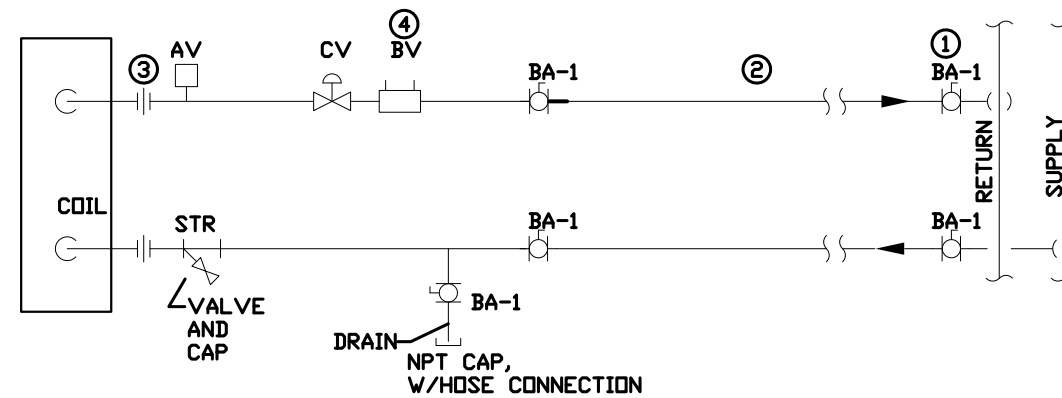 ④
③
AV
CV
BV
BA-1
②
①
BA-1
COIL
STR
BA-1
BA-1
RETURN
SUPPLY
VALVE
AND
CAP
BA-1
DRAIN
NPT CAP,
W/HOSE CONNECTION